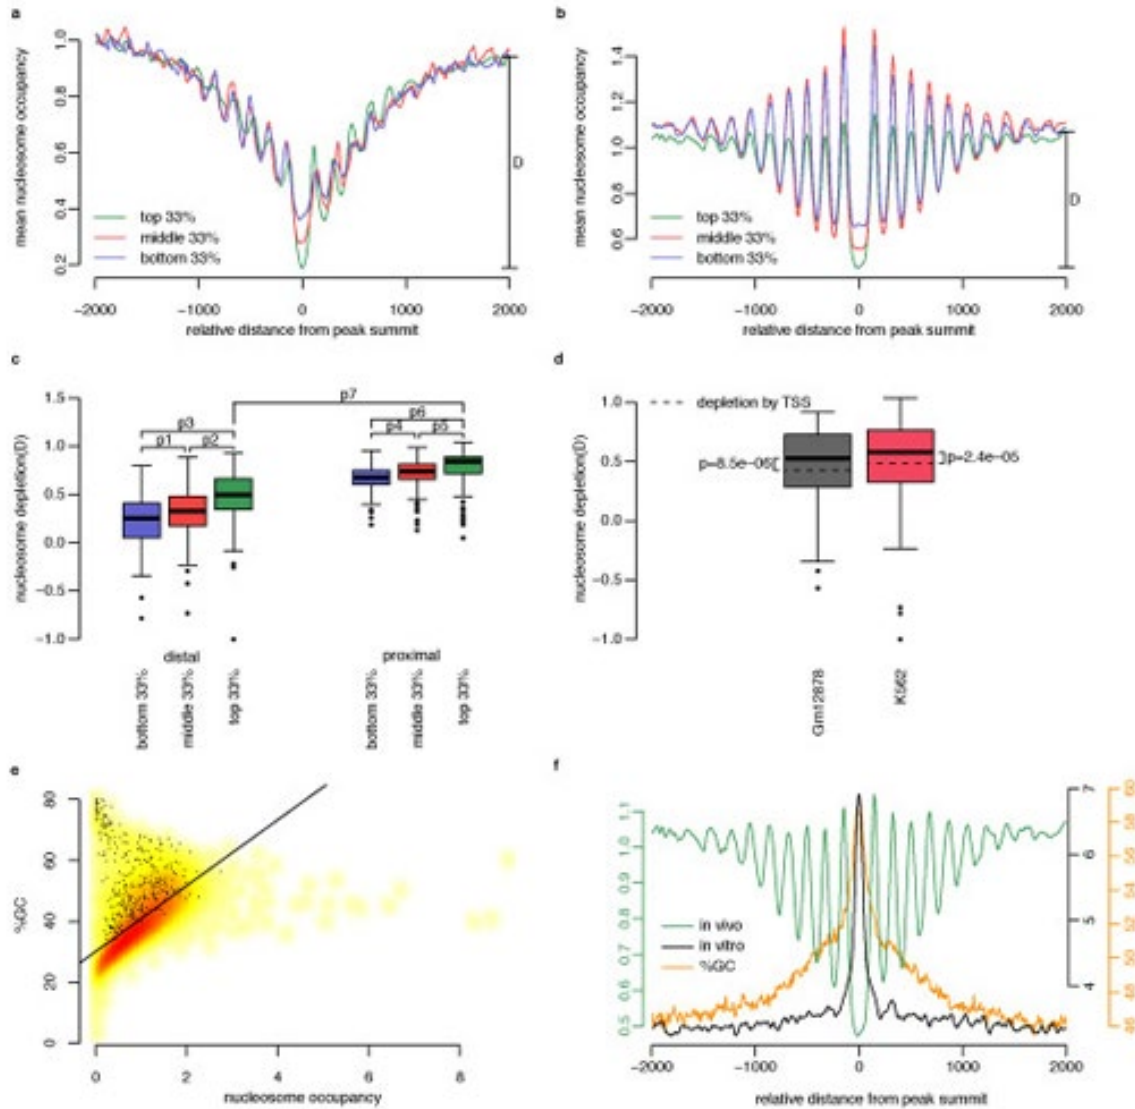 a
mean nucleosome occupancy
1.0
0.8
0.6
0.4
0.2
D
top 33%
middle 33%
bottom 33%
−2000 −1000 0 1000 2000
relative distance from peak summit
b
mean nucleosome occupancy
1.4
1.2
1.0
0.8
0.6
D
top 33%
middle 33%
bottom 33%
−2000 −1000 0 1000 2000
relative distance from peak summit
c
nucleosome depletion(D)
1.5
1.0
0.5
0.0
−0.5
−1.0
p7
p3
p1 p2
p6
p4 p5
distal
proximal
bottom 33%
middle 33%
top 33%
bottom 33%
middle 33%
top 33%
d
nucleosome depletion(D)
1.0
0.5
0.0
−0.5
−1.0
depletion by TSS
p=8.5e−06
p=2.4e−05
Gm12878
K562
e
%GC
80
60
40
20
0
0 2 4 6 8
nucleosome occupancy
f
1.1
1.0
0.9
0.8
0.7
0.6
0.5
in vivo
in vitro
%GC
7
6
5
4
60
58
56
54
52
50
48
46
−2000 −1000 0 1000 2000
relative distance from peak summit